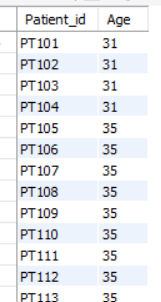 Patient_id Age
PT101 31
PT102 31
PT103 31
PT104 31
PT105 35
PT106 35
PT107 35
PT108 35
PT109 35
PT110 35
PT111 35
PT112 35
PT113 35